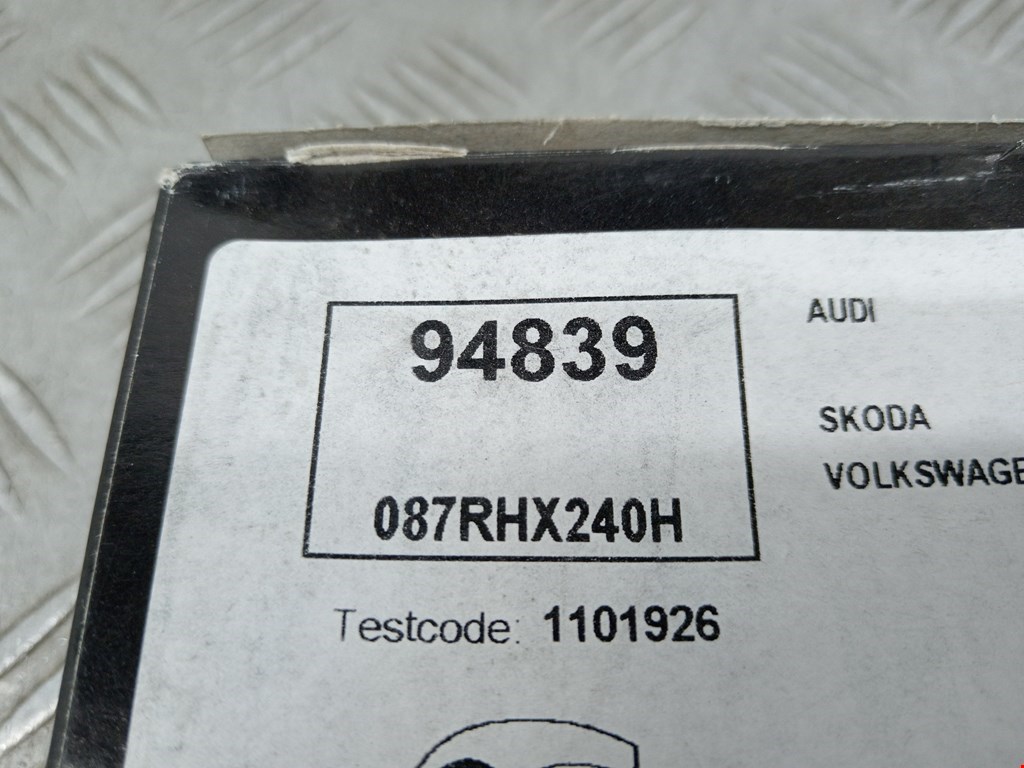 94839
087RHX240H
Testcode: 1101926
AUDI
SKODA
VOLKSWAGE